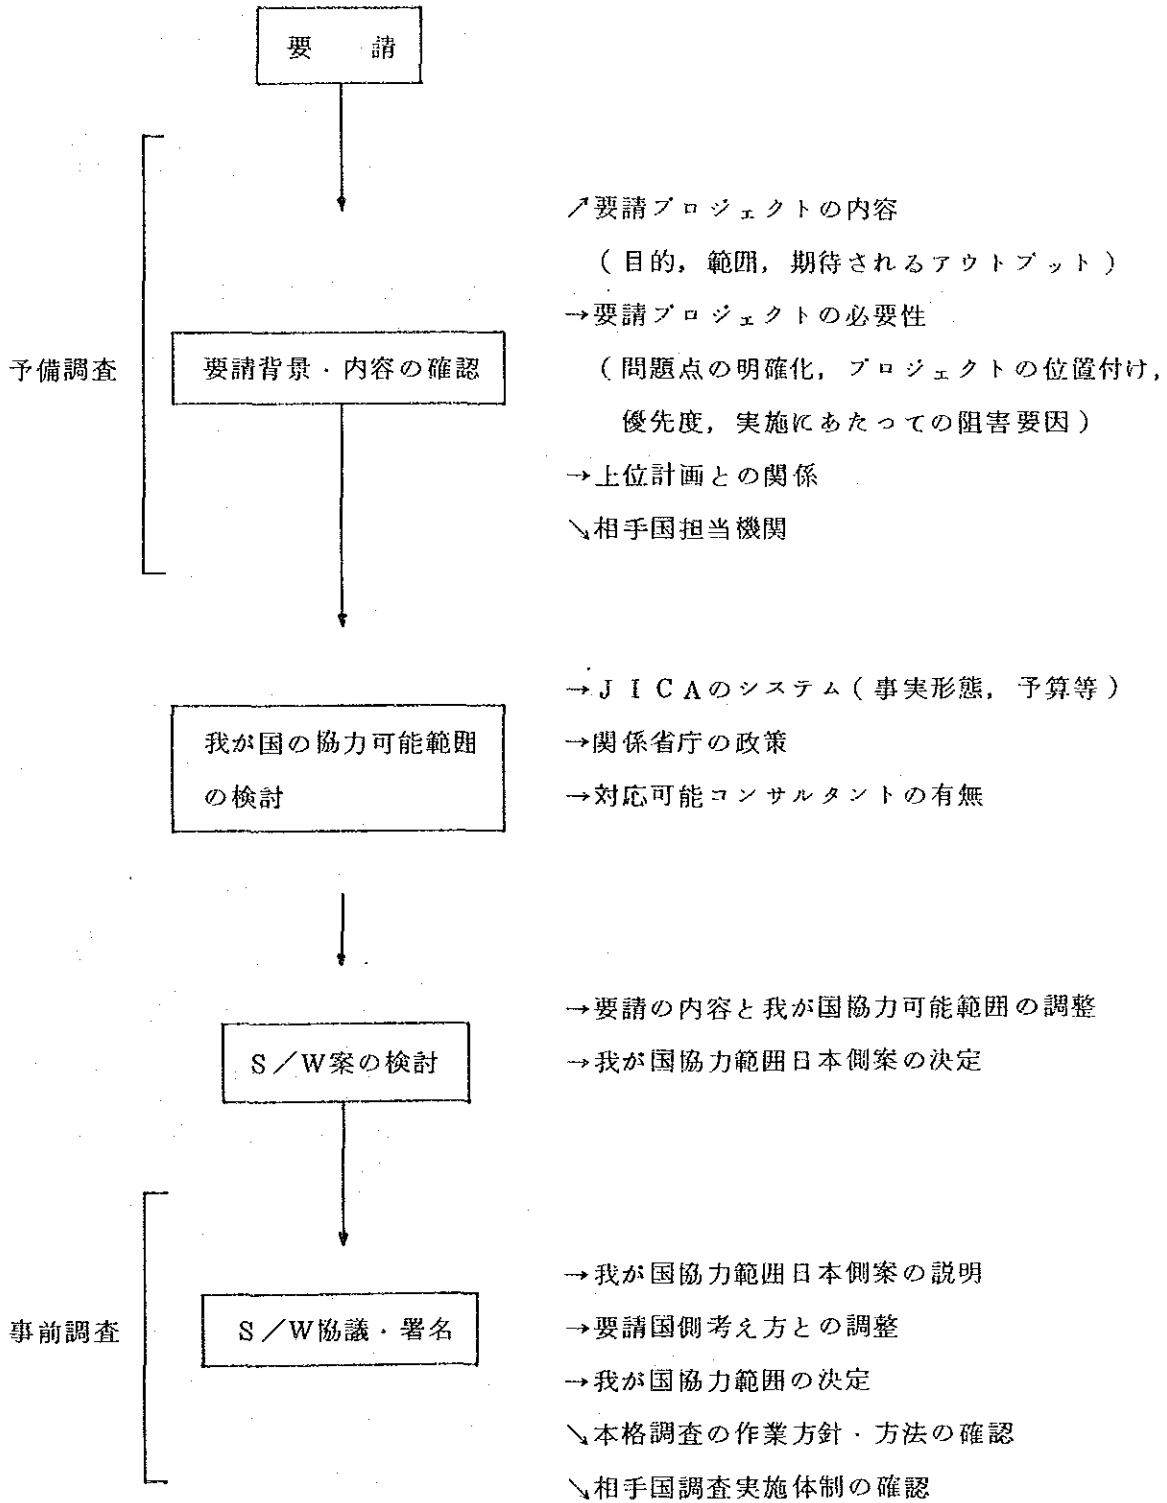 要　　請
↗要請プロジェクトの内容
（目的，範囲，期待されるアウトプット）
→要請プロジェクトの必要性
予備調査
要請背景・内容の確認
（問題点の明確化，プロジェクトの位置付け，
優先度，実施にあたっての阻害要因）
→上位計画との関係
↘相手国担当機関
我が国の協力可能範囲
の検討
→JICAのシステム（事実形態，予算等）
→関係省庁の政策
→対応可能コンサルタントの有無
S／W案の検討
→要請の内容と我が国協力可能範囲の調整
→我が国協力範囲日本側案の決定
事前調査
S／W協議・署名
→我が国協力範囲日本側案の説明
→要請国側考え方との調整
→我が国協力範囲の決定
↘本格調査の作業方針・方法の確認
↘相手国調査実施体制の確認